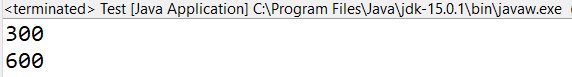 <terminated> Test [Java Application] C:\Program Files\Java\jdk-15.0.1\bin\javaw.exe
300
600